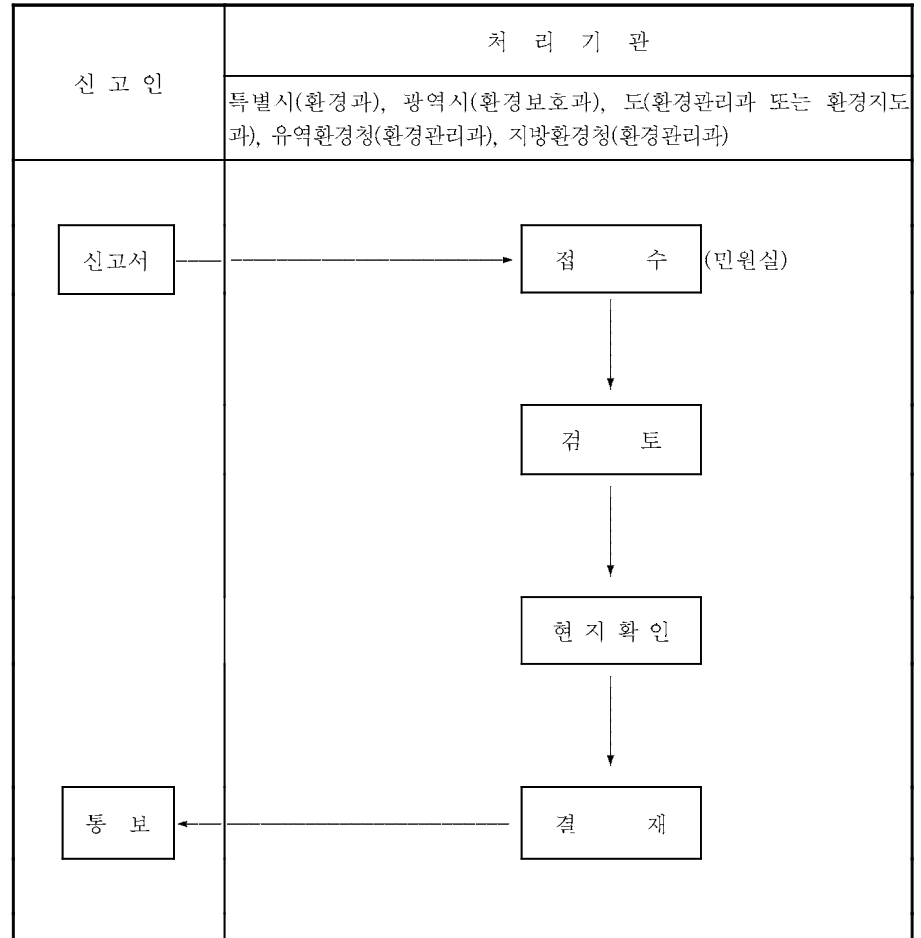 신 고 인
처 리 기 관
특별시(환경과), 광역시(환경보호과), 도(환경관리과 또는 환경지도
과), 유역환경청(환경관리과), 지방환경청(환경관리과)
신고서
접 수 (민원실)
검 토
현 지 확 인
통 보
결 재